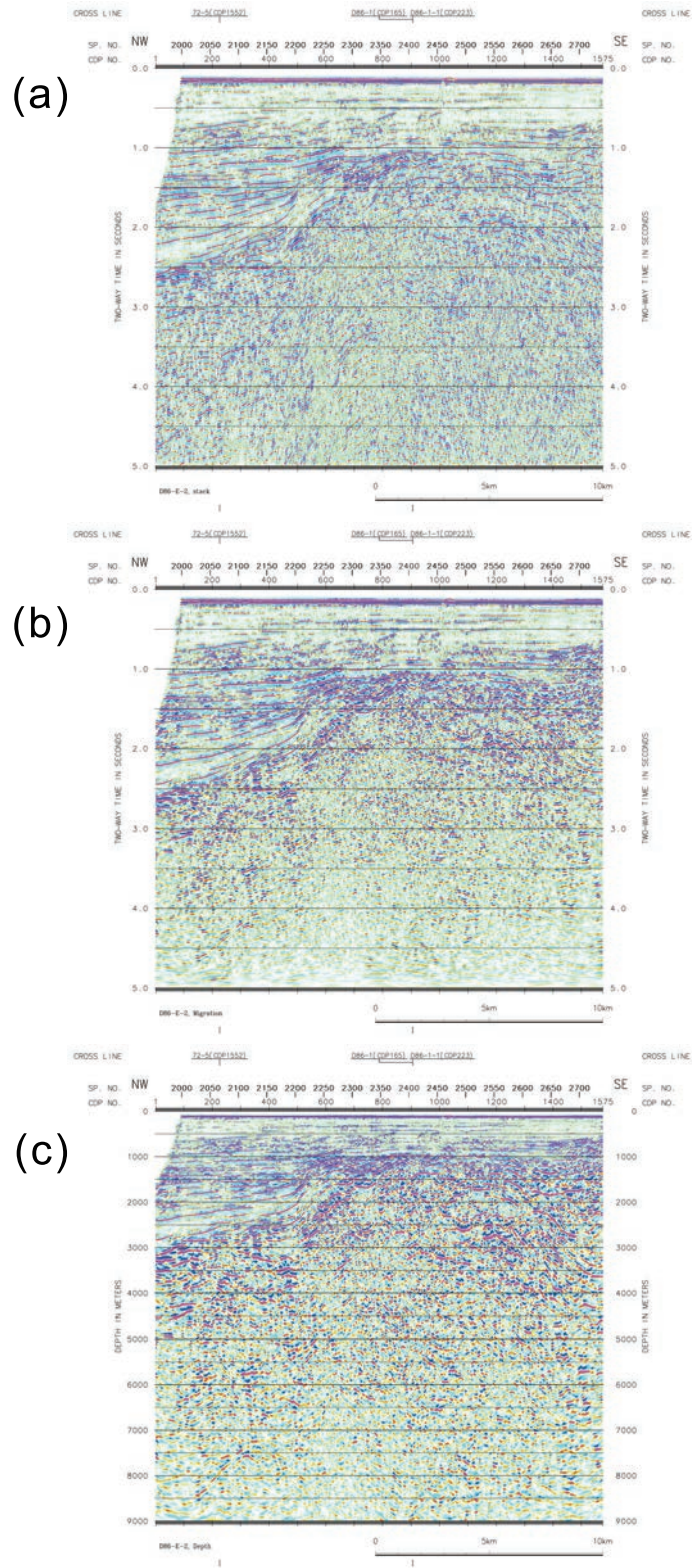 CROSS LINE 72-5[CDP1552] D86-1[CDP165] D86-1-1[CDP223] CROSS LINE
SP. NO. NW 2000 2050 2100 2150 2200 2250 2300 2350 2400 2450 2500 2550 2600 2650 2700 SE SP. NO.
CDP NO. 1 200 400 600 800 1000 1200 1400 1575 CDP NO.
(a)
0.0 0.0
1.0 1.0
2.0 2.0
TWO-WAY TIME IN SECONDS TWO-WAY TIME IN SECONDS
3.0 3.0
4.0 4.0
5.0 5.0
D86-E-2, stack 0 5km 10km
CROSS LINE 72-5[CDP1552] D86-1[CDP165] D86-1-1[CDP223] CROSS LINE
SP. NO. NW 2000 2050 2100 2150 2200 2250 2300 2350 2400 2450 2500 2550 2600 2650 2700 SE SP. NO.
CDP NO. 1 200 400 600 800 1000 1200 1400 1575 CDP NO.
(b)
0.0 0.0
1.0 1.0
2.0 2.0
TWO-WAY TIME IN SECONDS TWO-WAY TIME IN SECONDS
3.0 3.0
4.0 4.0
5.0 5.0
D86-E-2, Migration 0 5km 10km
CROSS LINE 72-5[CDP1552] D86-1[CDP165] D86-1-1[CDP223] CROSS LINE
SP. NO. NW 2000 2050 2100 2150 2200 2250 2300 2350 2400 2450 2500 2550 2600 2650 2700 SE SP. NO.
CDP NO. 1 200 400 600 800 1000 1200 1400 1575 CDP NO.
(c)
0 0
1000 1000
2000 2000
3000 3000
4000 4000
DEPTH IN METERS DEPTH IN METERS
5000 5000
6000 6000
7000 7000
8000 8000
9000 9000
D86-E-2, Depth 0 5km 10km